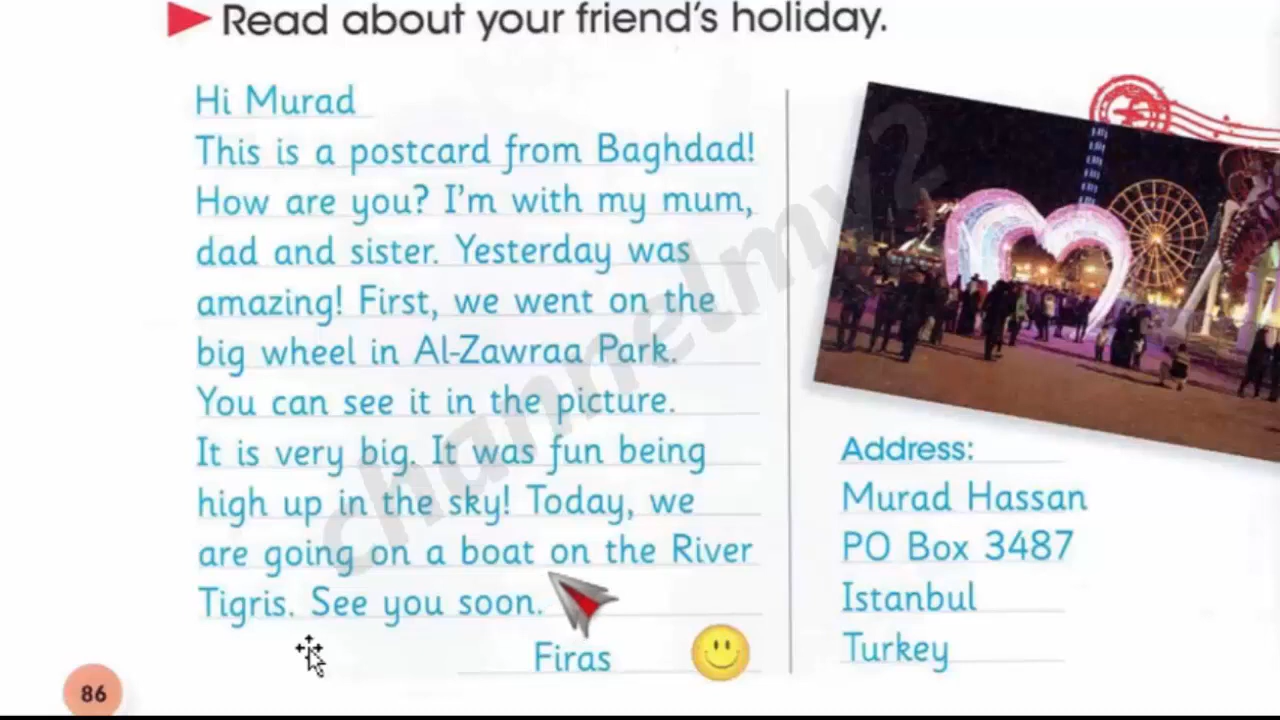 Read about your friend's holiday.
Hi Murad
This is a postcard from Baghdad!
How are you? I'm with my mum,
dad and sister. Yesterday was
amazing! First, we went on the
big wheel in Al-Zawraa Park.
You can see it in the picture.
It is very big. It was fun being
high up in the sky! Today, we
are going on a boat on the River
Tigris. See you soon.
Firas
Address:
Murad Hassan
PO Box 3487
Istanbul
Turkey
86
channelmy2